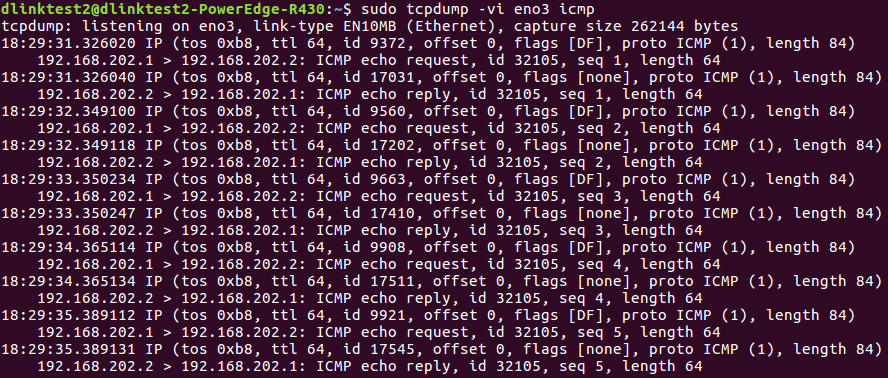 dlinktest2@dlinktest2-PowerEdge-R430:~$ sudo tcpdump -vi eno3 icmp
tcpdump: listening on eno3, link-type EN10MB (Ethernet), capture size 262144 bytes
18:29:31.326020 IP (tos 0xb8, ttl 64, id 9372, offset 0, flags [DF], proto ICMP (1), length 84)
    192.168.202.1 > 192.168.202.2: ICMP echo request, id 32105, seq 1, length 64
18:29:31.326040 IP (tos 0xb8, ttl 64, id 17031, offset 0, flags [none], proto ICMP (1), length 84)
    192.168.202.2 > 192.168.202.1: ICMP echo reply, id 32105, seq 1, length 64
18:29:32.349100 IP (tos 0xb8, ttl 64, id 9560, offset 0, flags [DF], proto ICMP (1), length 84)
    192.168.202.1 > 192.168.202.2: ICMP echo request, id 32105, seq 2, length 64
18:29:32.349118 IP (tos 0xb8, ttl 64, id 17202, offset 0, flags [none], proto ICMP (1), length 84)
    192.168.202.2 > 192.168.202.1: ICMP echo reply, id 32105, seq 2, length 64
18:29:33.350234 IP (tos 0xb8, ttl 64, id 9663, offset 0, flags [DF], proto ICMP (1), length 84)
    192.168.202.1 > 192.168.202.2: ICMP echo request, id 32105, seq 3, length 64
18:29:33.350247 IP (tos 0xb8, ttl 64, id 17410, offset 0, flags [none], proto ICMP (1), length 84)
    192.168.202.2 > 192.168.202.1: ICMP echo reply, id 32105, seq 3, length 64
18:29:34.365114 IP (tos 0xb8, ttl 64, id 9908, offset 0, flags [DF], proto ICMP (1), length 84)
    192.168.202.1 > 192.168.202.2: ICMP echo request, id 32105, seq 4, length 64
18:29:34.365134 IP (tos 0xb8, ttl 64, id 17511, offset 0, flags [none], proto ICMP (1), length 84)
    192.168.202.2 > 192.168.202.1: ICMP echo reply, id 32105, seq 4, length 64
18:29:35.389112 IP (tos 0xb8, ttl 64, id 9921, offset 0, flags [DF], proto ICMP (1), length 84)
    192.168.202.1 > 192.168.202.2: ICMP echo request, id 32105, seq 5, length 64
18:29:35.389131 IP (tos 0xb8, ttl 64, id 17545, offset 0, flags [none], proto ICMP (1), length 84)
    192.168.202.2 > 192.168.202.1: ICMP echo reply, id 32105, seq 5, length 64